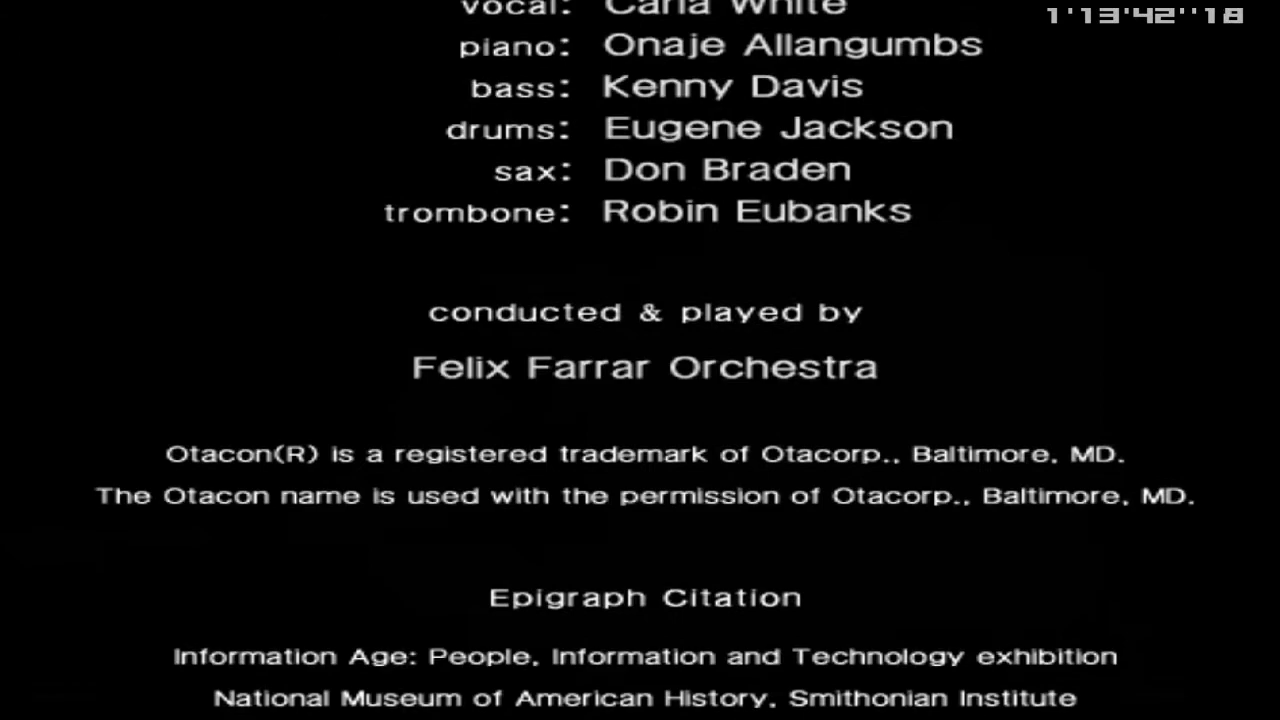 1'13'42''18
vocal: Carla White
piano: Onaje Allangumbs
bass: Kenny Davis
drums: Eugene Jackson
sax: Don Braden
trombone: Robin Eubanks
conducted & played by
Felix Farrar Orchestra
Otacon(R) is a registered trademark of Otacorp., Baltimore, MD.
The Otacon name is used with the permission of Otacorp., Baltimore, MD.
Epigraph Citation
Information Age: People, Information and Technology exhibition
National Museum of American History, Smithonian Institute